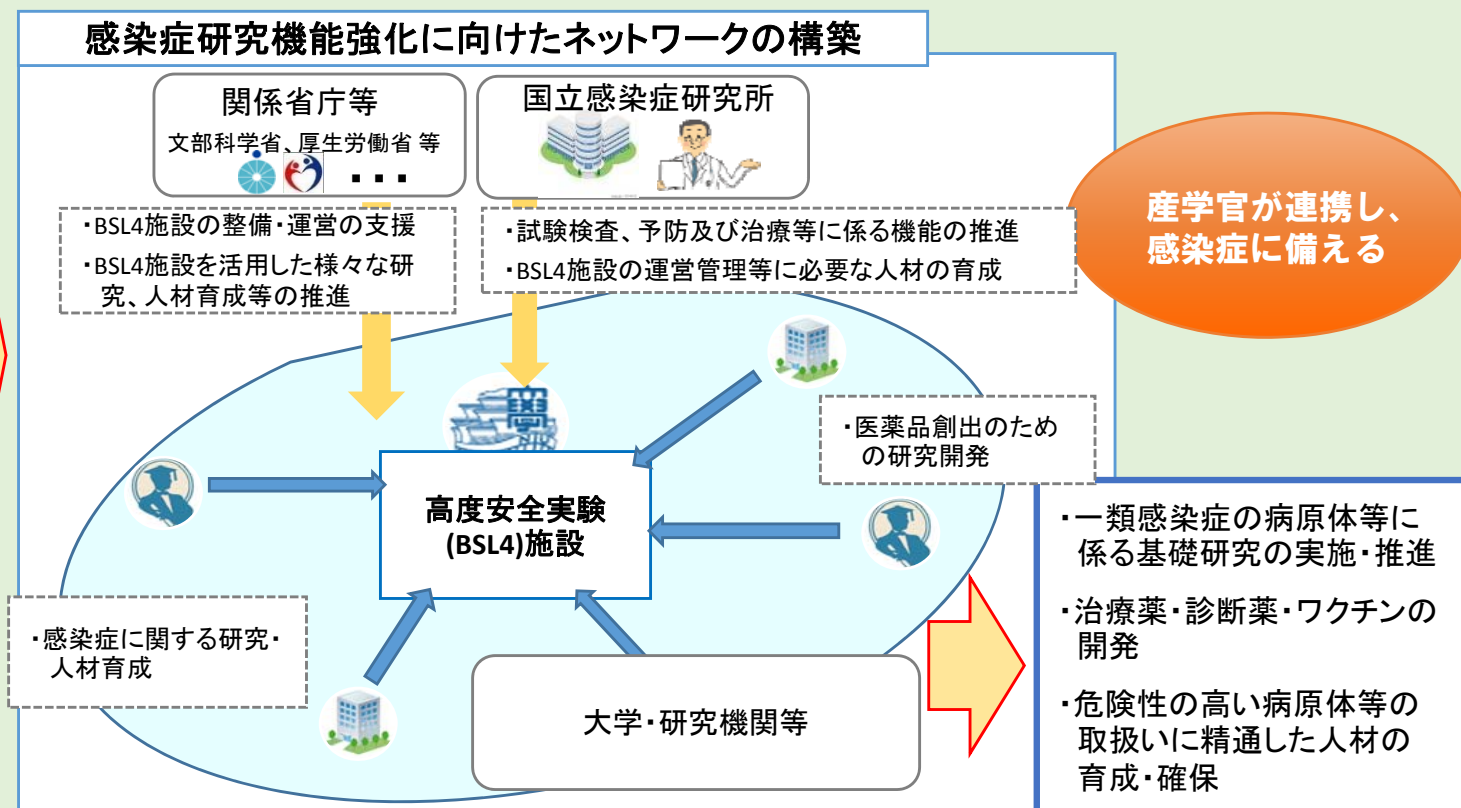 感染症研究機能強化に向けたネットワークの構築
関係省庁等
文部科学省、厚生労働省 等
・・・
国立感染症研究所
・BSL4施設の整備・運営の支援
・BSL4施設を活用した様々な研
究、人材育成等の推進
・試験検査、予防及び治療等に係る機能の推進
・BSL4施設の運営管理等に必要な人材の育成
産学官が連携し、
感染症に備える
學
・医薬品創出のため
の研究開発
高度安全実験
(BSL4)施設
・感染症に関する研究・
人材育成
大学・研究機関等
・一類感染症の病原体等に
係る基礎研究の実施・推進
・治療薬・診断薬・ワクチンの
開発
・危険性の高い病原体等の
取扱いに精通した人材の
育成・確保